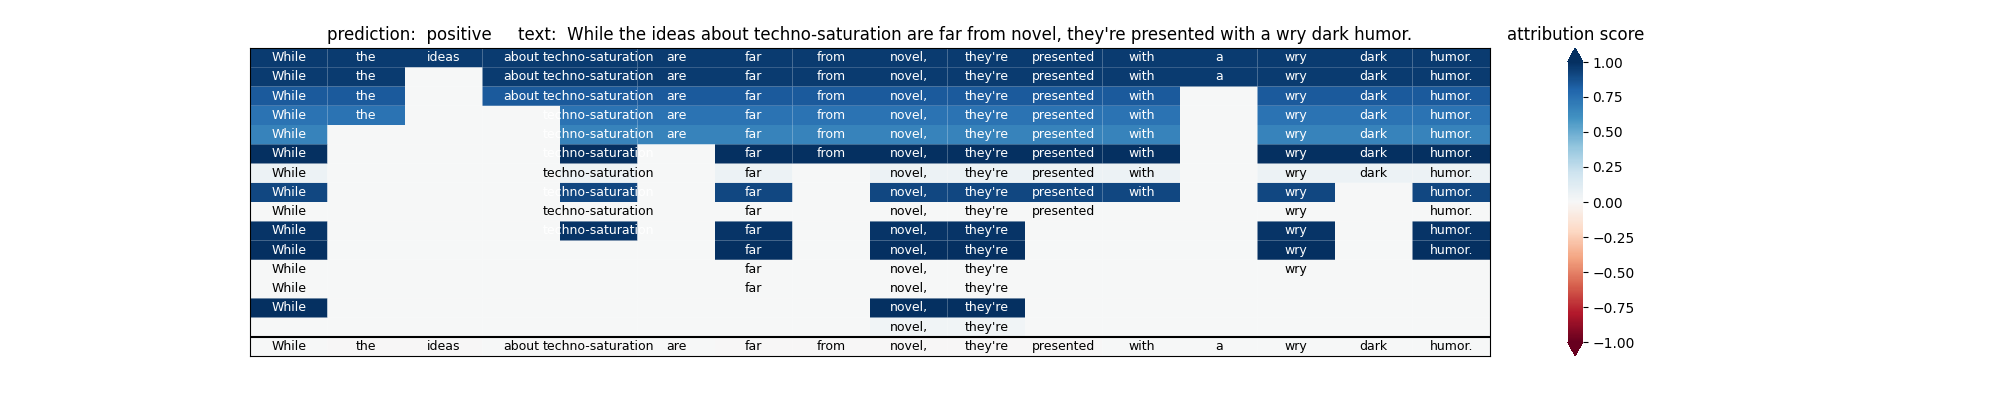 prediction:  positive     text:  While the ideas about techno-saturation are far from novel, they're presented with a wry dark humor.
attribution score
While the ideas about techno-saturation are far from novel, they're presented with a wry dark humor.
While the about techno-saturation are far from novel, they're presented with a wry dark humor.
While the about techno-saturation are far from novel, they're presented with wry dark humor.
While the techno-saturation are far from novel, they're presented with wry dark humor.
While techno-saturation are far from novel, they're presented with wry dark humor.
While techno-saturation far from novel, they're presented with wry dark humor.
While techno-saturation far novel, they're presented with wry dark humor.
While techno-saturation far novel, they're presented with wry humor.
While techno-saturation far novel, they're presented wry humor.
While techno-saturation far novel, they're wry humor.
While far novel, they're wry humor.
While far novel, they're wry
While far novel, they're
While novel, they're
novel, they're
While the ideas about techno-saturation are far from novel, they're presented with a wry dark humor.
1.00
0.75
0.50
0.25
0.00
−0.25
−0.50
−0.75
−1.00